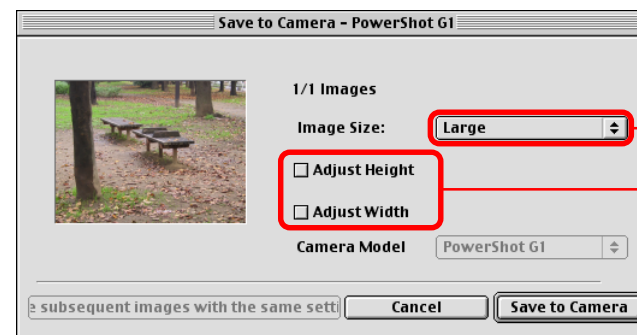 Save to Camera - PowerShot G1
1/1 Images
Image Size: Large
Adjust Height
Adjust Width
Camera Model PowerShot G1
subsequent images with the same setti
Cancel
Save to Camera